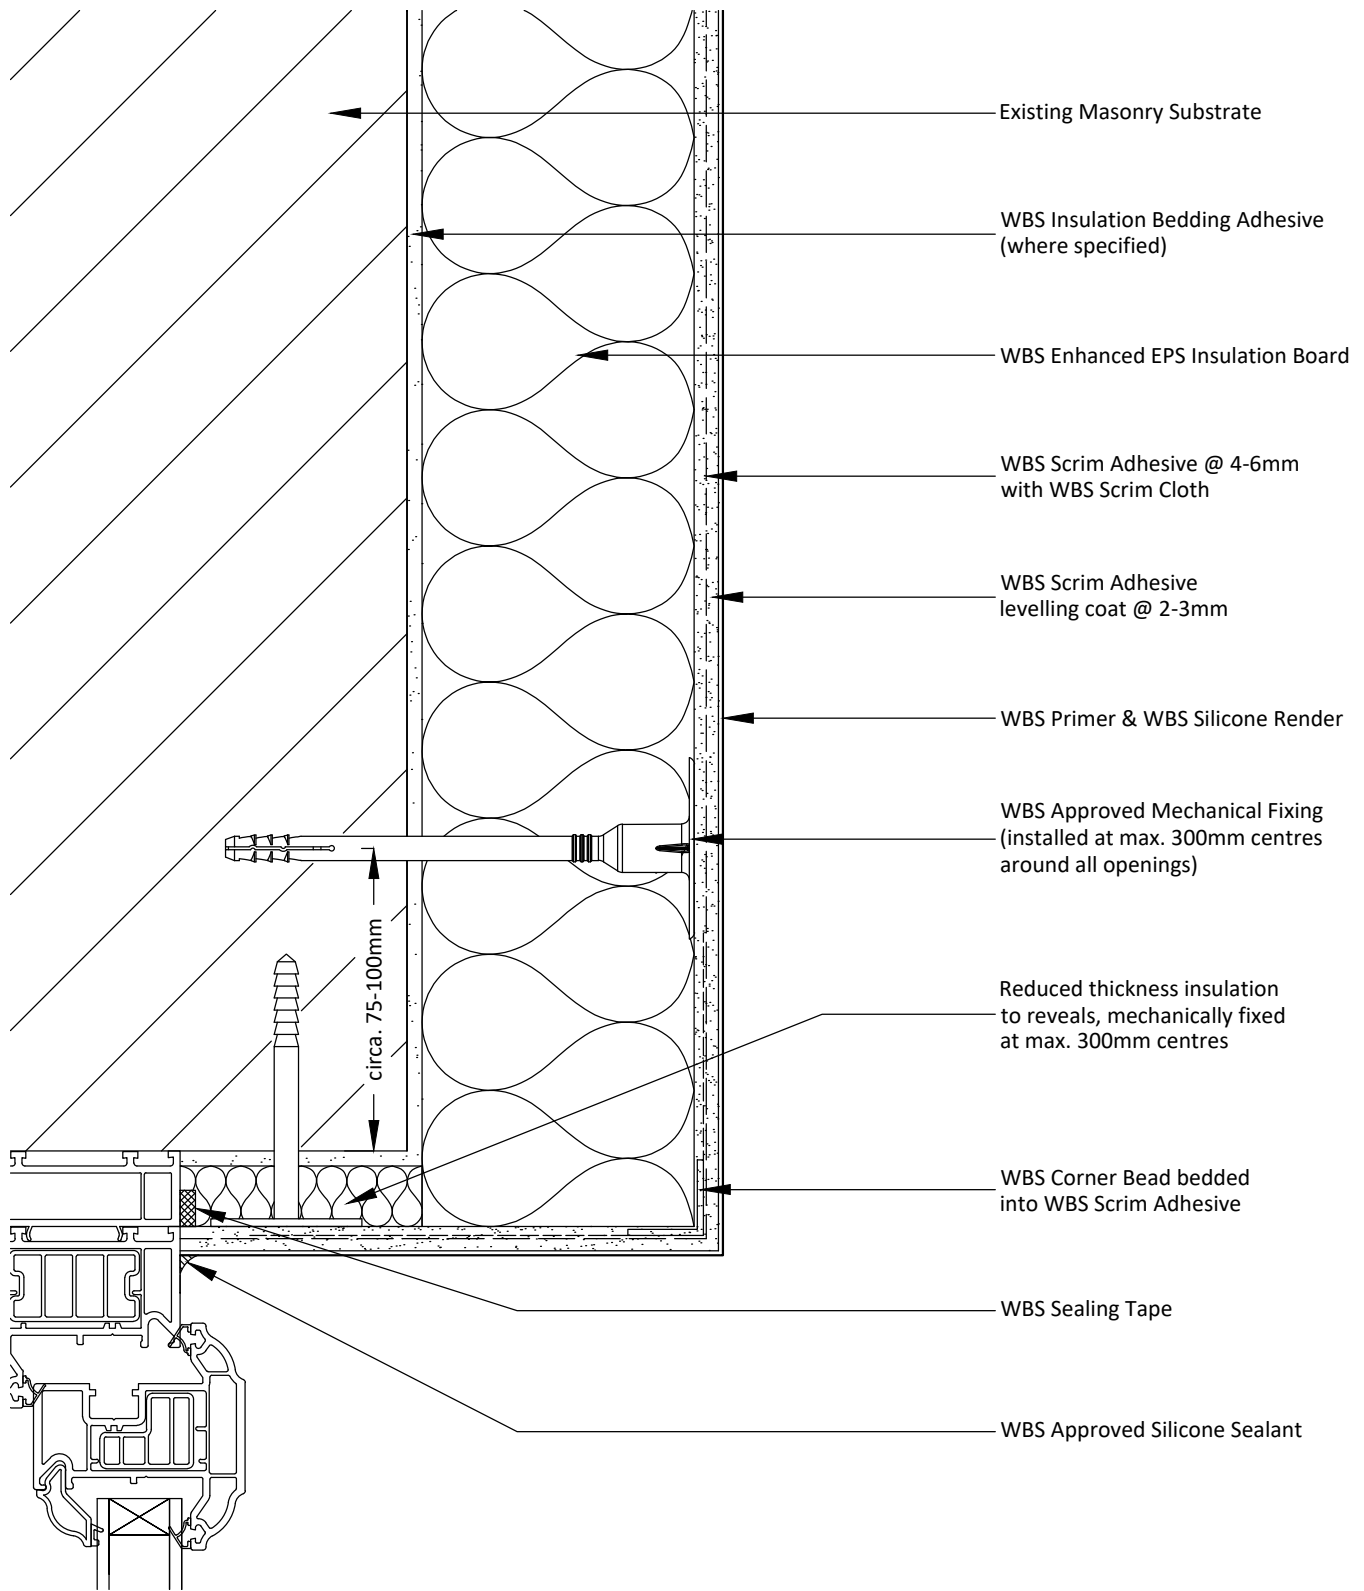 Existing Masonry Substrate
WBS Insulation Bedding Adhesive
(where specified)
WBS Enhanced EPS Insulation Board
WBS Scrim Adhesive @ 4-6mm
with WBS Scrim Cloth
WBS Scrim Adhesive
levelling coat @ 2-3mm
WBS Primer & WBS Silicone Render
WBS Approved Mechanical Fixing
(installed at max. 300mm centres
around all openings)
circa. 75-100mm
Reduced thickness insulation
to reveals, mechanically fixed
at max. 300mm centres
WBS Corner Bead bedded
into WBS Scrim Adhesive
WBS Sealing Tape
WBS Approved Silicone Sealant